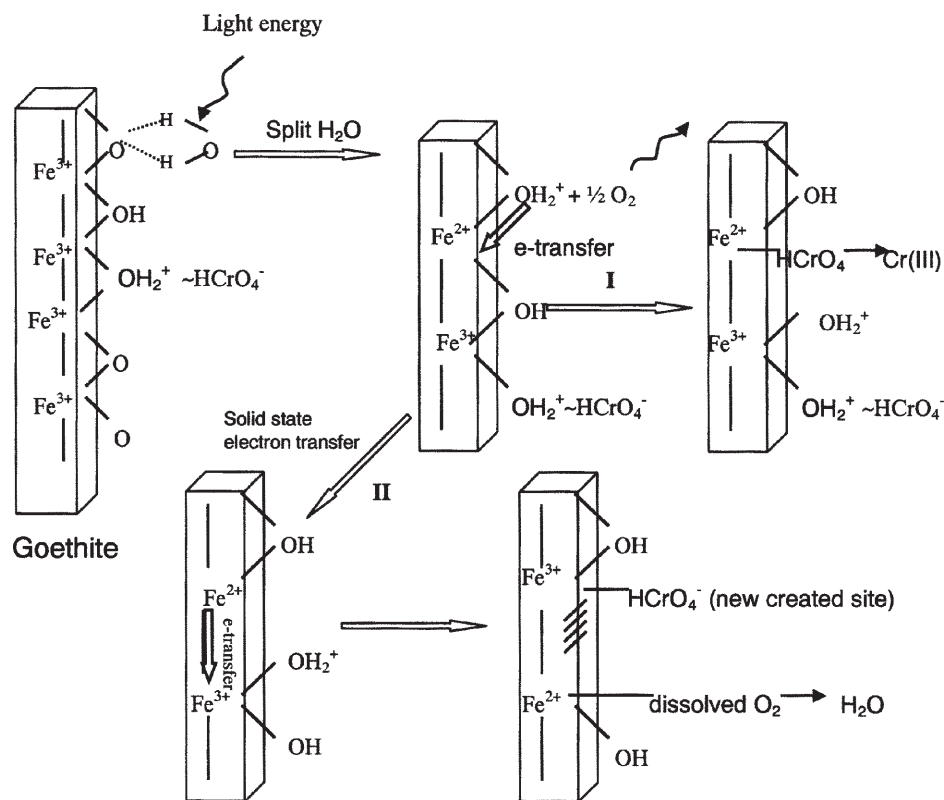 Light energy
H
Fe³⁺
O
H
O
Split H₂O
OH
Fe³⁺
OH₂⁺ ~HCrO₄⁻
Fe³⁺
O
Fe³⁺
O
Goethite
OH₂⁺ + ½ O₂
Fe²⁺
e-transfer
I
OH
Fe³⁺
OH₂⁺~HCrO₄⁻
OH
Fe²⁺
HCrO₄
Cr(III)
OH₂⁺
Fe³⁺
OH₂⁺ ~HCrO₄⁻
Solid state
electron transfer
II
OH
Fe²⁺
e-transfer
OH₂⁺
Fe³⁺
OH
OH
Fe³⁺
HCrO₄⁻ (new created site)
Fe²⁺
dissolved O₂
H₂O
OH